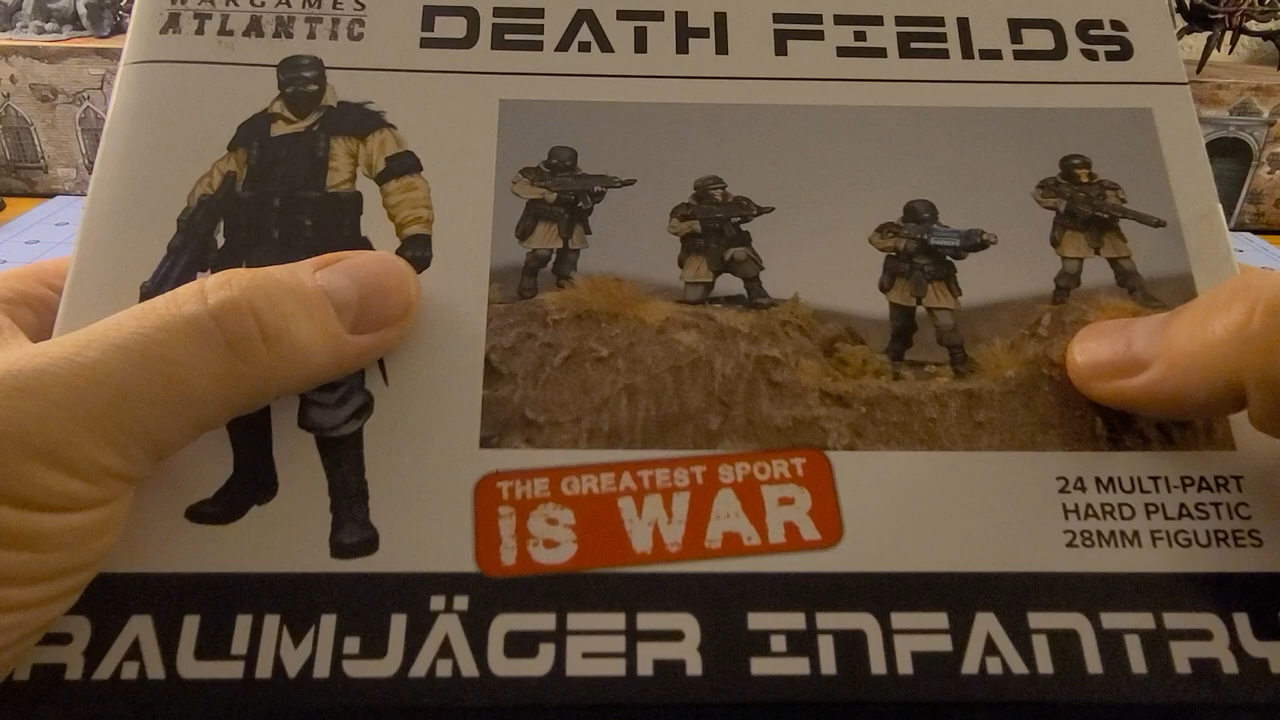 WARGAMES
ATLANTIC
DEATH FIELDS
THE GREATEST SPORT
IS WAR
24 MULTI-PART
HARD PLASTIC
28MM FIGURES
RAUMJÄGER INFANTRY